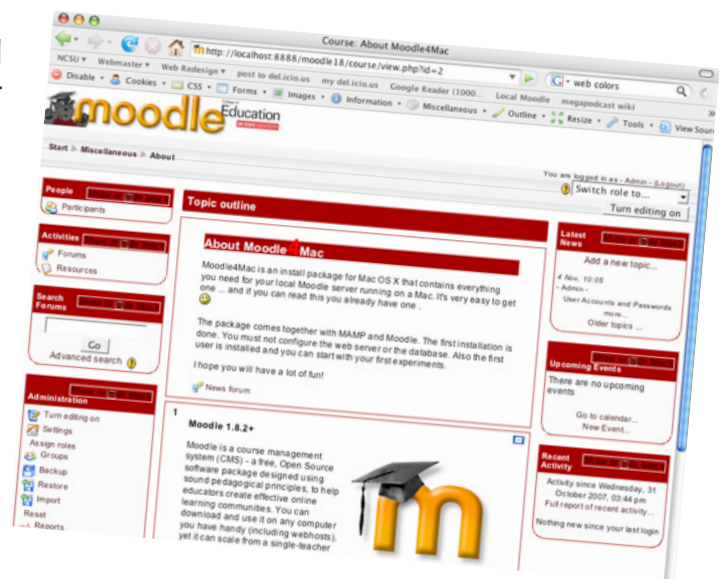 Course: About Moodle4Mac
http://localhost:8888/moodle18/course/view.php?id=2
web colors
NCSU Webmaster Web Redesign post to del.icio.us my del.icio.us Google Reader (1000... Local Moodle megapodcast wiki
Disable Cookies CSS Forms Images Information Miscellaneous Outline Resize Tools View Sour
moodle
Education
Start Miscellaneous About
You are logged in as - Admin - (Logout)
Switch role to...
Turn editing on
People
Participants
Activities
Forums
Resources
Search
Forums
Go
Advanced search
Administration
Turn editing on
Settings
Assign roles
Groups
Backup
Restore
Import
Reset
Reports
Topic outline
About Moodle4Mac
Moodle4Mac is an install package for Mac OS X that contains everything
you need for your local Moodle server running on a Mac. It's very easy to get
one ... and if you can read this you already have one .
The package comes together with MAMP and Moodle. The first installation is
done. You must not configure the web server or the database. Also the first
user is installed and you can start with your first experiments.
I hope you will have a lot of fun!
News forum
1
Moodle 1.8.2+
Moodle is a course management
system (CMS) - a free, Open Source
software package designed using
sound pedagogical principles, to help
educators create effective online
learning communities. You can
download and use it on any computer
you have handy (including webhosts),
yet it can scale from a single-teacher
m
Latest
News
Add a new topic...
4 Nov, 10:05
- Admin -
User Accounts and Passwords
more...
Older topics ...
Upcoming Events
There are no upcoming
events
Go to calendar...
New Event...
Recent
Activity
Activity since Wednesday, 31
October 2007, 03:44 pm
Full report of recent activity...
Nothing new since your last login